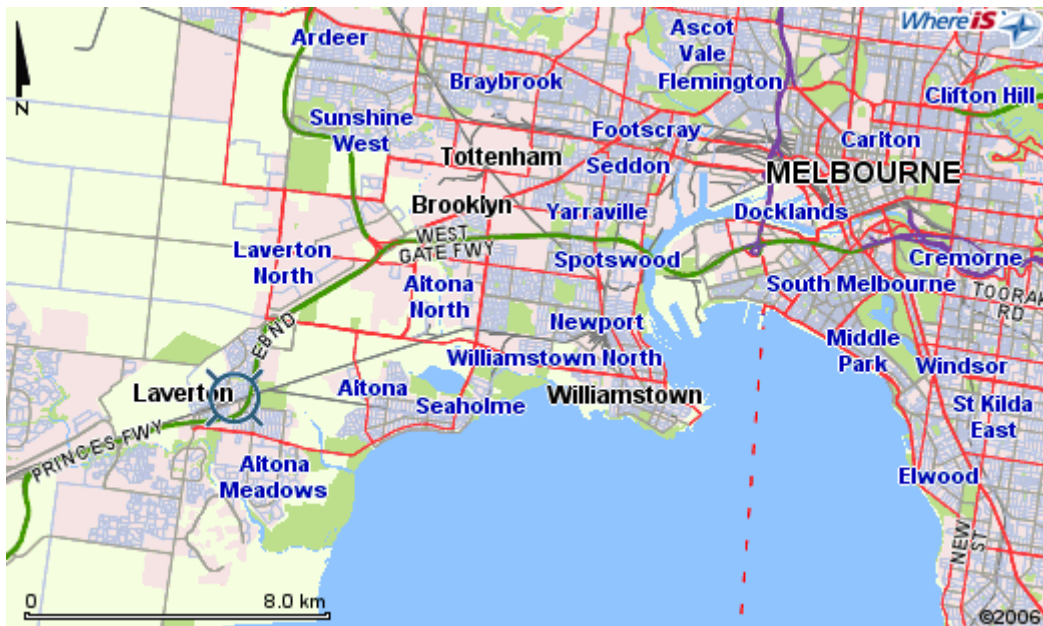 Where iS
N
Ardeer
Ascot
Vale
Braybrook
Flemington
Clifton Hill
Sunshine
West
Footscray
Carlton
Tottenham
Seddon
MELBOURNE
Brooklyn
Yarraville
Docklands
WEST
GATE FWY
Laverton
North
Spotswood
Cremorne
Altona
North
South Melbourne
TOORAK
RD
EBND
Newport
Middle
Park
Williamstown North
Windsor
Laverton
Altona
Seaholme
Williamstown
St Kilda
East
PRINCES FWY
Altona
Meadows
Elwood
NEW
ST
0
8.0 km
©2006